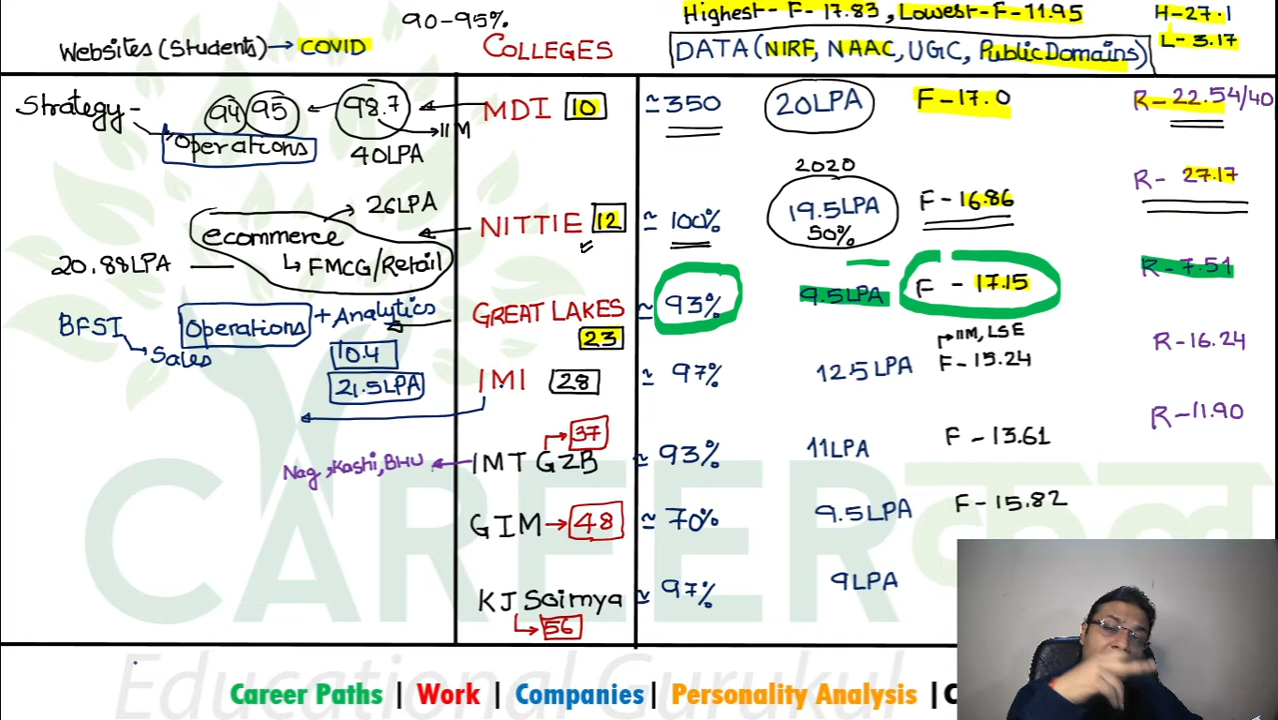 90-95%
Highest- F- 17.83, Lowest-F-11.95
H-27.1
Websites (Students) → COVID
COLLEGES
DATA (NIRF, NAAC, UGC, Public Domains)
L- 3.17
Strategy -
94 95 ← 98.7
MDI 10
≃ 350
20LPA
F-17.0
R-22.54/40
→ IIM
Operations
40LPA
2020
→ 26LPA
NITTIE 12
≃ 100%
19.5LPA
50%
F-16.86
R- 27.17
ecommerce
↳ FMCG/Retail
20.88LPA
BFSI
→ Sales
Operations + Analytics
GREAT LAKES
23
≃ 93%
9.5LPA
F - 17.15
R-7.51
10.4
21.5LPA
IMI 28
≃ 97%
12.5LPA
→ IIM, LSE
F-15.24
R-16.24
37
Nag, Kashi, BHU ← IMT GZB
≃ 93%
11LPA
F-13.61
R-11.90
GIM → 48
≃ 70%
9.5LPA
F-15.82
KJ Soimya
→ 56
≃ 97%
9LPA
CAREER
Educational Gurukul
Career Paths | Work | Companies | Personality Analysis |